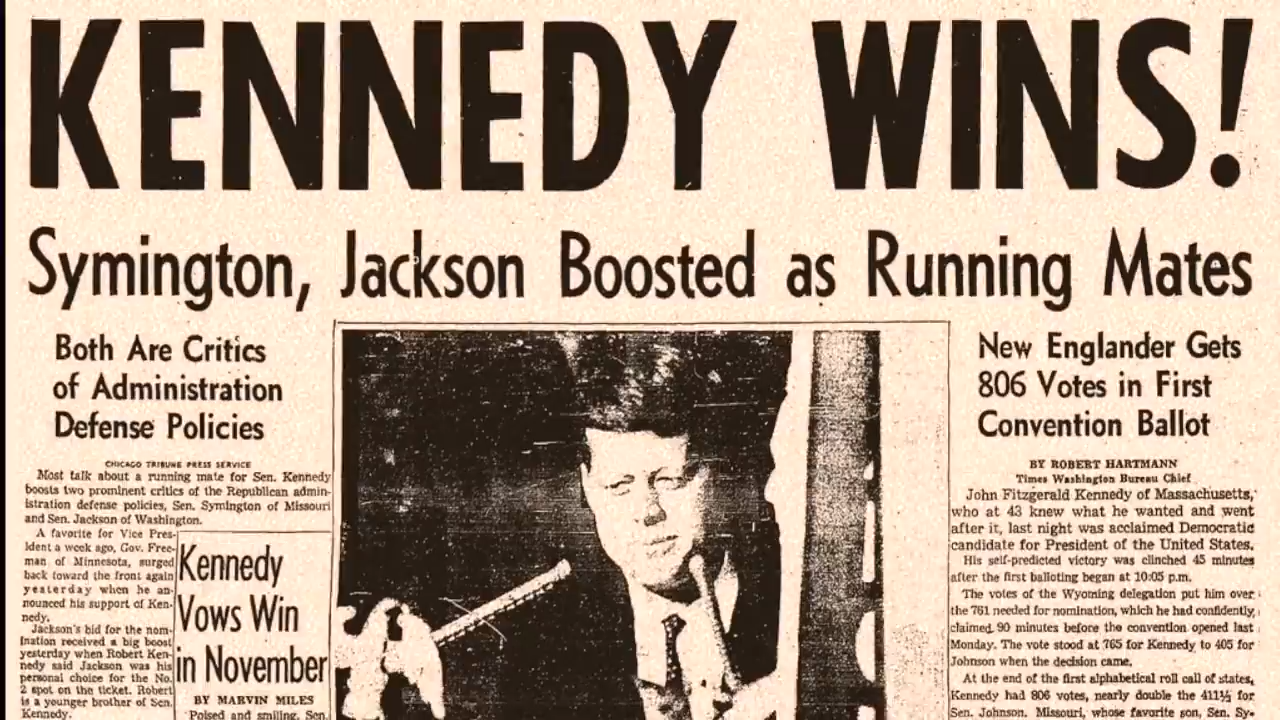 KENNEDY WINS!
Symington, Jackson Boosted as Running Mates
Both Are Critics
of Administration
Defense Policies
CHICAGO TRIBUNE PRESS SERVICE
Most talk about a running mate for Sen. Kennedy
boosts two prominent critics of the Republican admin-
istration defense policies, Sen. Symington of Missouri
and Sen. Jackson of Washington.
A favorite for Vice Pres-
ident a week ago, Gov. Free-
man of Minnesota, surged
back toward the front again
yesterday when he an-
nounced his support of Ken-
nedy.
Jackson's bid for the nom-
ination received a big boost
yesterday when Robert Ken-
nedy said Jackson was his
personal choice for the No.
2 spot on the ticket. Robert
is a younger brother of Sen.
Kennedy.
Kennedy
Vows Win
in November
BY MARVIN MILES
Poised and smiling, Sen.
New Englander Gets
806 Votes in First
Convention Ballot
BY ROBERT HARTMANN
Times Washington Bureau Chief
John Fitzgerald Kennedy of Massachusetts,
who at 43 knew what he wanted and went
after it, last night was acclaimed Democratic
candidate for President of the United States.
His self-predicted victory was clinched 45 minutes
after the first balloting began at 10:05 p.m.
The votes of the Wyoming delegation put him over
the 761 needed for nomination, which he had confidently
claimed 90 minutes before the convention opened last
Monday. The vote stood at 765 for Kennedy to 405 for
Johnson when the decision came.
At the end of the first alphabetical roll call of states,
Kennedy had 806 votes, nearly double the 411½ for
Sen. Johnson. Missouri, whose favorite son, Sen. Sy-